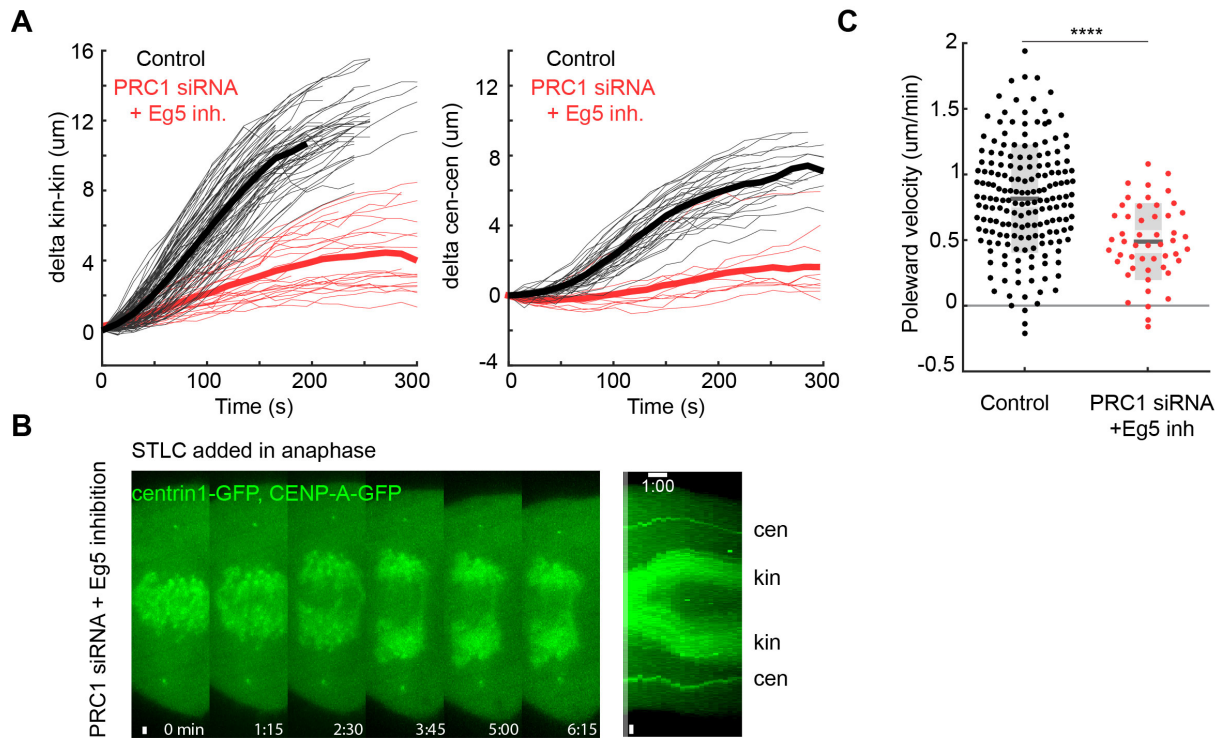 A
16
12
8
4
0
delta kin-kin (um)
Control
PRC1 siRNA
+ Eg5 inh.
0
100
200
300
Time (s)
12
8
4
0
-4
delta cen-cen (um)
Control
PRC1 siRNA
+ Eg5 inh.
0
100
200
300
Time (s)
C
****
2
1.5
1
0.5
0
-0.5
Poleward velocity (um/min)
Control
PRC1 siRNA
+Eg5 inh
B
STLC added in anaphase
PRC1 siRNA + Eg5 inhibition
centrin1-GFP, CENP-A-GFP
0 min
1:15
2:30
3:45
5:00
6:15
1:00
cen
kin
kin
cen